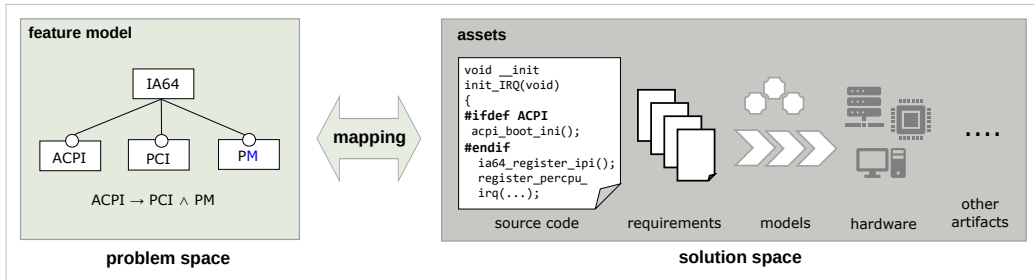 feature model
IA64
ACPI
PCI
PM
ACPI → PCI ∧ PM
problem space
mapping
assets
void __init
init_IRQ(void)
{
#ifdef ACPI
acpi_boot_ini();
#endif
ia64_register_ipi();
register_percpu_
irq(...);
source code
requirements
models
hardware
....
other
artifacts
solution space